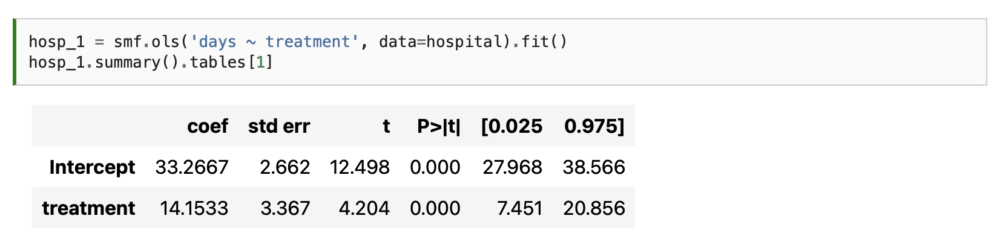 hosp_1 = smf.ols('days ~ treatment', data=hospital).fit()
hosp_1.summary().tables[1]
coef std err t P>|t| [0.025 0.975]
Intercept 33.2667 2.662 12.498 0.000 27.968 38.566
treatment 14.1533 3.367 4.204 0.000 7.451 20.856